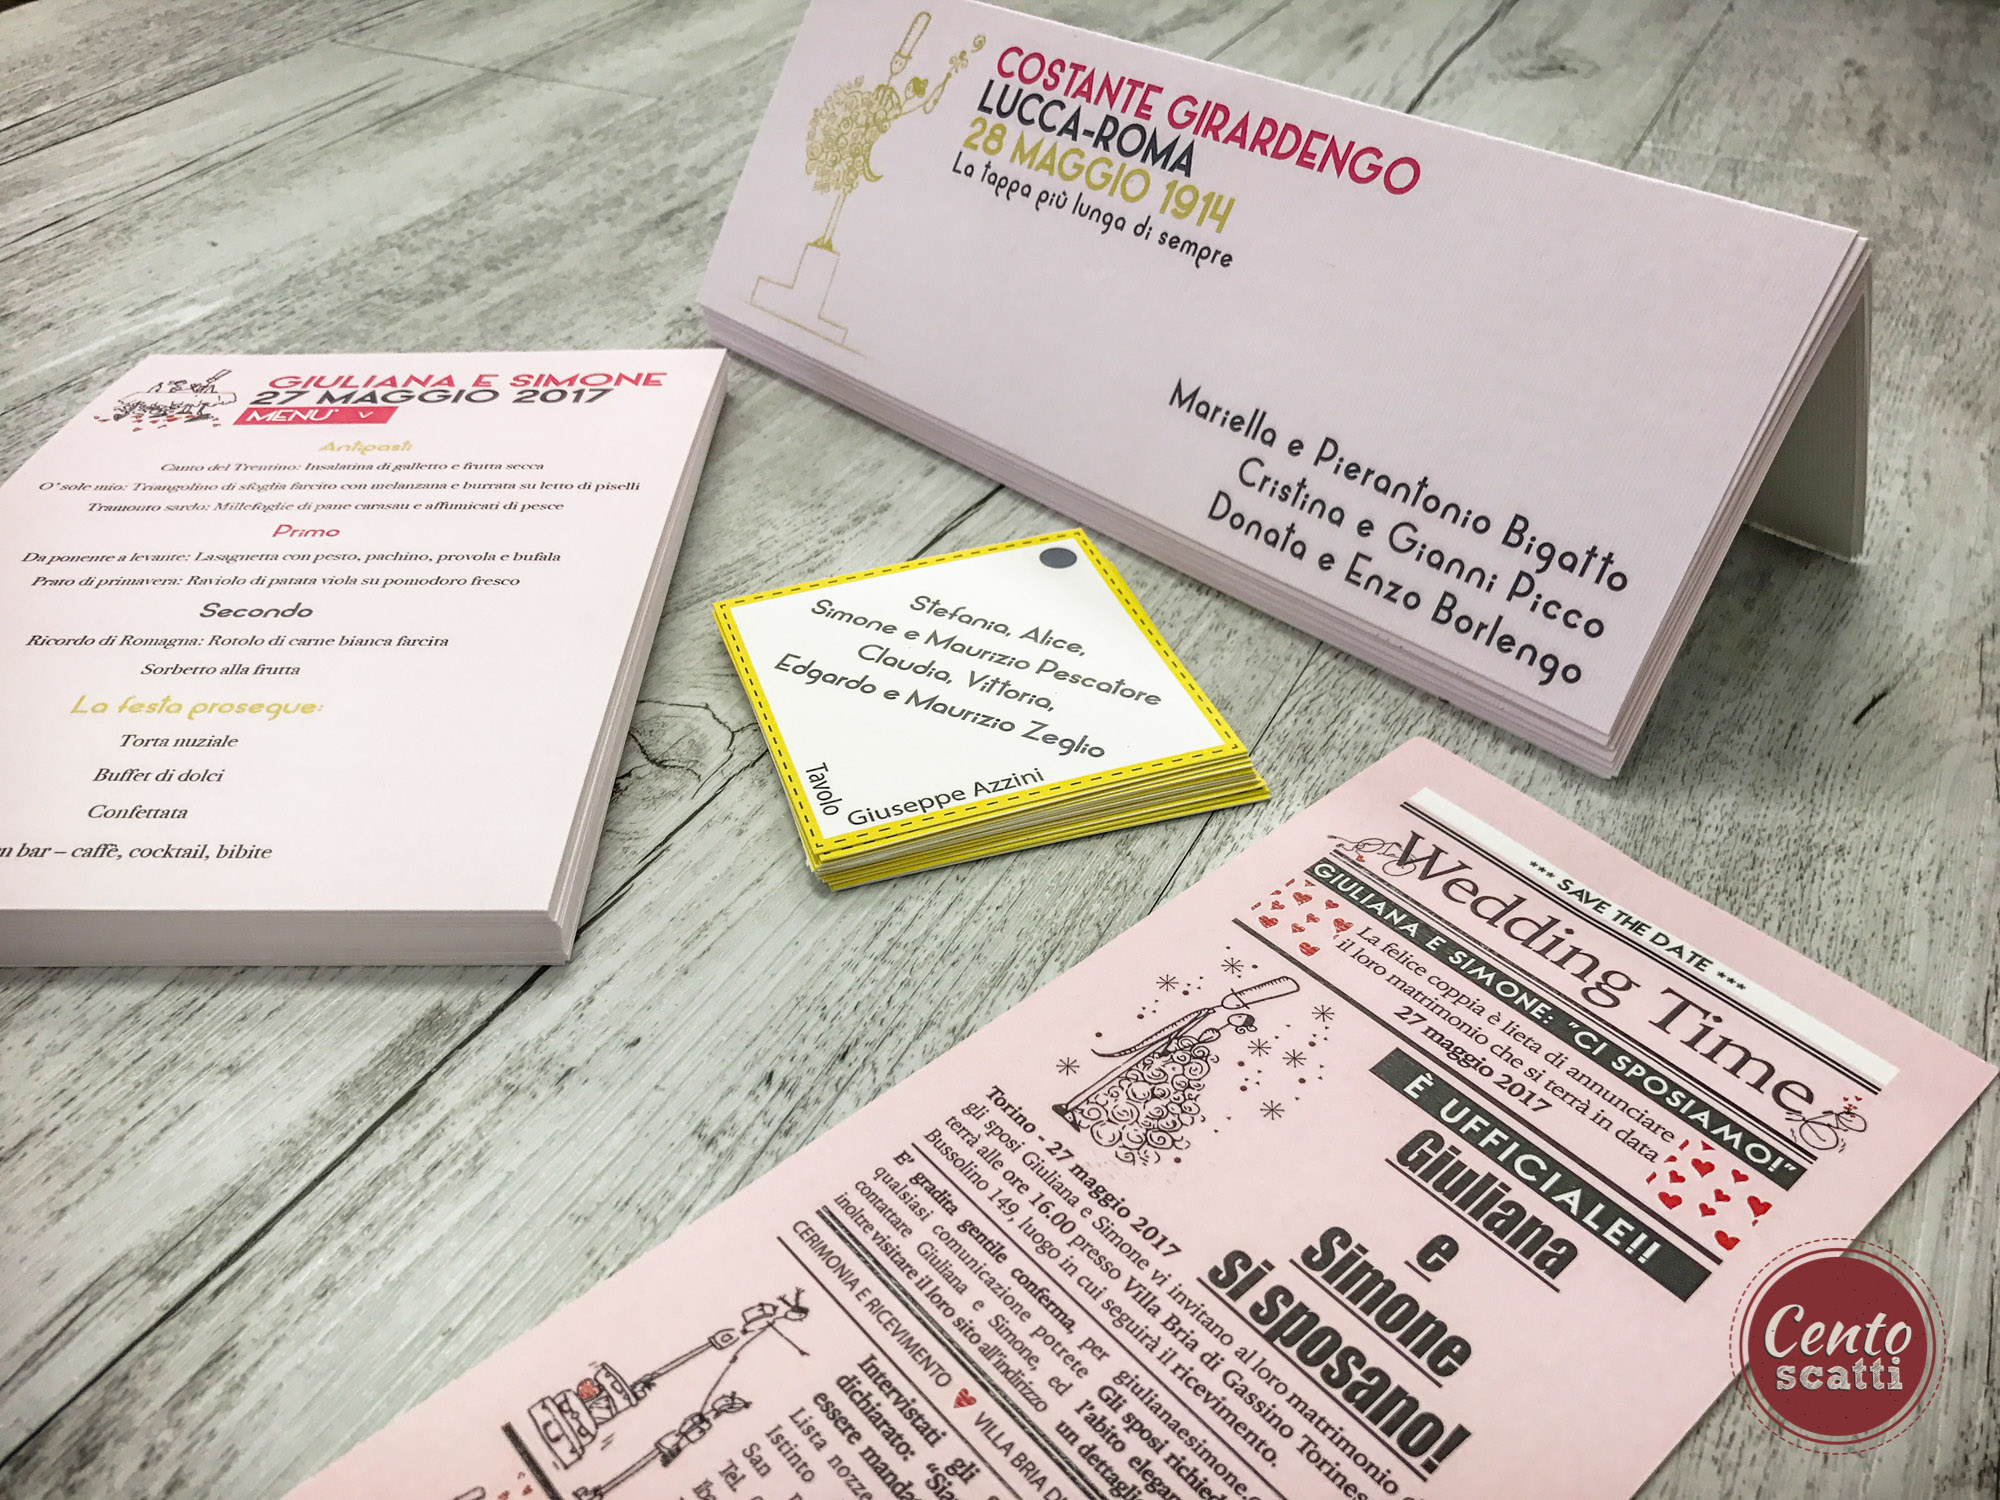 COSTANTE GIRARDENGO
LUCCA-ROMA
28 MAGGIO 1914
La tappa più lunga di sempre
Mariella e Pierantonio Bigatto
Cristina e Gianni Picco
Donata e Enzo Borlengo
GIULIANA E SIMONE
27 MAGGIO 2017
MENU'
Antipasti
Canto del Trentino: Insalatina di galletto e frutta secca
O' sole mio: Triangolino di sfoglia farcito con melanzana e burrata su letto di piselli
Tramonto sardo: Millefoglie di pane carasau e affumicati di pesce
Primo
Da ponente a levante: Lasagnetta con pesto, pachino, provola e bufala
Prato di primavera: Raviolo di patata viola su pomodoro fresco
Secondo
Ricordo di Romagna: Rotolo di carne bianca farcita
Sorbetto alla frutta
La festa prosegue:
Torta nuziale
Buffet di dolci
Confettata
bar – caffè, cocktail, bibite
Stefania, Alice,
Simone e Maurizio Pescatore
Claudia, Vittoria,
Edgardo e Maurizio Zeglio
Tavolo
Giuseppe Azzini
*** SAVE THE DATE ***
Wedding Time
GIULIANA E SIMONE: "CI SPOSIAMO!"
La felice coppia è lieta di annunciare
il loro matrimonio che si terrà in data
27 maggio 2017
È UFFICIALE!!
Giuliana
e
Simone
si sposano!
Torino - 27 maggio 2017
gli sposi Giuliana e Simone vi invitano al loro matrimonio
terrà alle ore 16.00 presso Villa Bria di Gassino Torinese
Bussolino 149, luogo in cui seguirà il ricevimento.
E' gradita gentile conferma, per
qualsiasi comunicazione potrete
contattare Giuliana e Simone, ed
inoltre visitare il loro sito all'indirizzo
giulianaesimone.
Gli sposi
l'abito
un dettaglio
CERIMONIA E RICEVIMENTO VILLA BRIA
Intervistati gli
dichiarato:
essere
Lista nozze
Istinto
San
Tel.
Cento
scatti